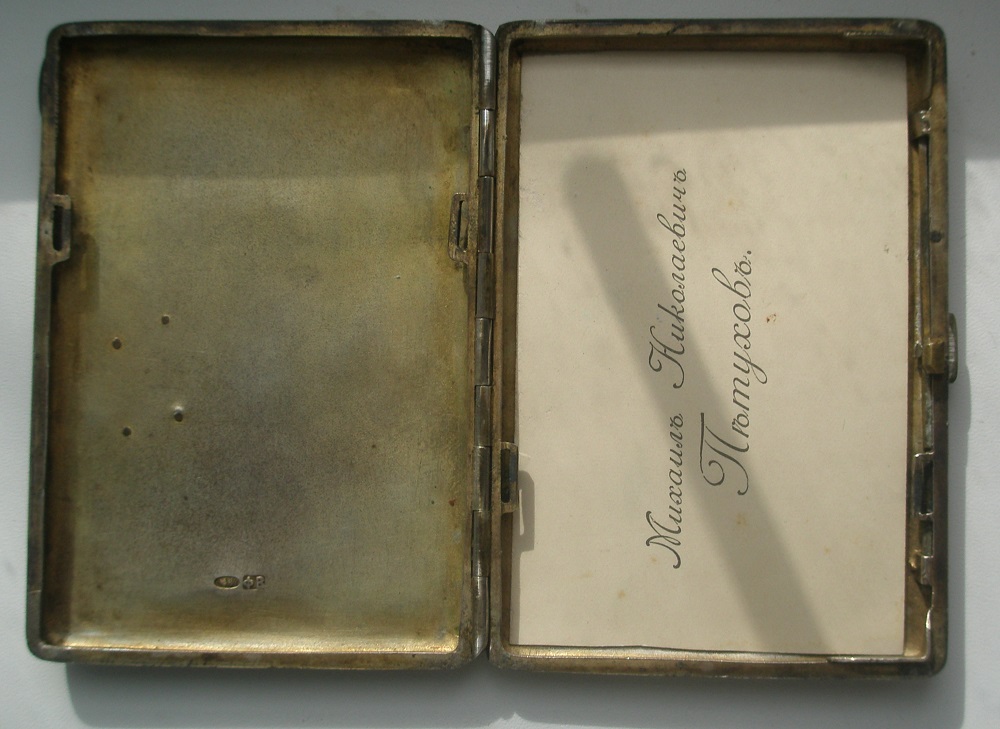 Михаилъ Николаевичъ
Пѣтуховъ.